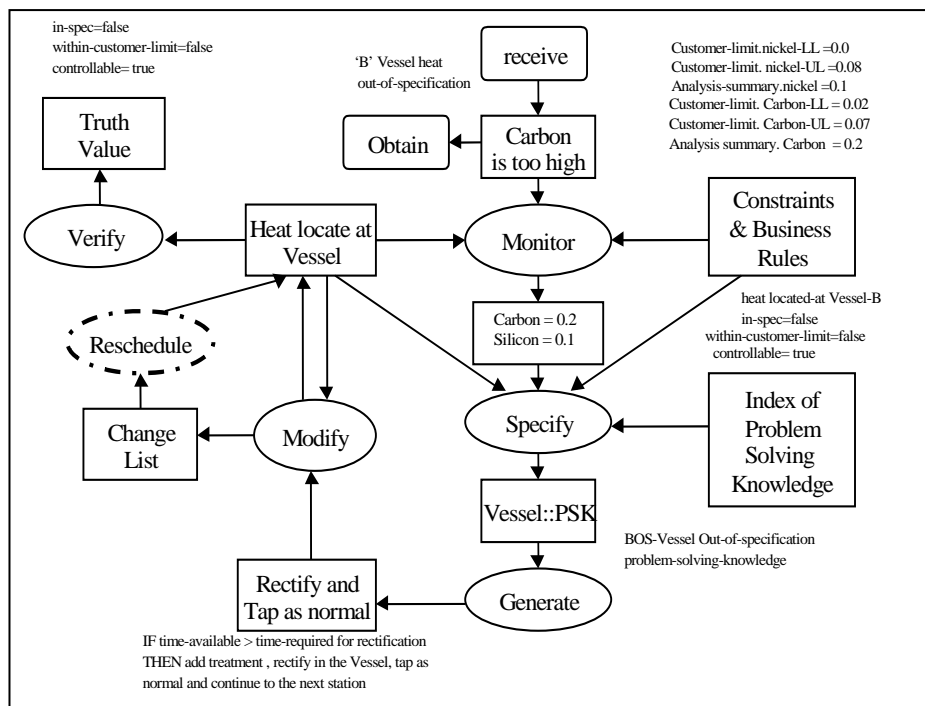 in-spec=false
within-customer-limit=false
controllable= true
‘B’ Vessel heat
out-of-specification
receive
Customer-limit.nickel-LL =0.0
Customer-limit. nickel-UL =0.08
Analysis-summary.nickel =0.1
Customer-limit. Carbon-LL = 0.02
Customer-limit. Carbon-UL = 0.07
Analysis summary. Carbon = 0.2
Truth
Value
Obtain
Carbon
is too high
Verify
Heat locate at
Vessel
Monitor
Constraints
& Business
Rules
Reschedule
Carbon = 0.2
Silicon = 0.1
heat located-at Vessel-B
in-spec=false
within-customer-limit=false
controllable= true
Change
List
Modify
Specify
Index of
Problem
Solving
Knowledge
Vessel::PSK
BOS-Vessel Out-of-specification
problem-solving-knowledge
Rectify and
Tap as normal
Generate
IF time-available > time-required for rectification
THEN add treatment , rectify in the Vessel, tap as
normal and continue to the next station